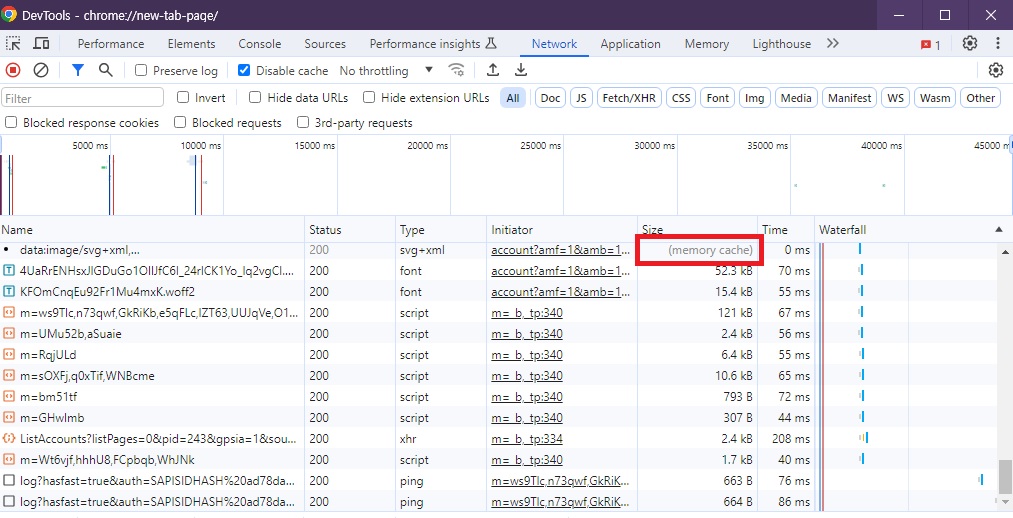 DevTools - chrome://new-tab-page/
Performance Elements Console Sources Performance insights Network Application Memory Lighthouse 1
Preserve log Disable cache No throttling
Filter Invert Hide data URLs Hide extension URLs All Doc JS Fetch/XHR CSS Font Img Media Manifest WS Wasm Other
Blocked response cookies Blocked requests 3rd-party requests
5000 ms 10000 ms 15000 ms 20000 ms 25000 ms 30000 ms 35000 ms 40000 ms 45000 ms
Name Status Type Initiator Size Time Waterfall
data:image/svg+xml,... 200 svg+xml account?amf=1&amb=1... (memory cache) 0 ms
4UaRrENHsxJlGDuGo1OIlJfC6l_24rlCK1Yo_Iq2vgCI.... 200 font account?amf=1&amb=1... 52.3 kB 70 ms
KFOmCnqEu92Fr1Mu4mxK.woff2 200 font account?amf=1&amb=1... 15.4 kB 55 ms
m=ws9Tlc,n73qwf,GkRiKb,e5qFLc,IZT63,UUJqVe,O1... 200 script m=_b,_tp:340 121 kB 67 ms
m=UMu52b,aSuaie 200 script m=_b,_tp:340 2.4 kB 56 ms
m=RqjULd 200 script m=_b,_tp:340 6.4 kB 55 ms
m=sOXFj,q0xTif,WNBcme 200 script m=_b,_tp:340 10.6 kB 65 ms
m=bm51tf 200 script m=_b,_tp:340 793 B 72 ms
m=GHwImb 200 script m=_b,_tp:340 307 B 44 ms
ListAccounts?listPages=0&pid=243&gpsia=1&sou... 200 xhr m=_b,_tp:334 2.4 kB 208 ms
m=Wt6vjf,hhhU8,FCpbqb,WhJNk 200 script m=_b,_tp:340 1.7 kB 40 ms
log?hasfast=true&auth=SAPISIDHASH%20ad78da... 200 ping m=ws9Tlc,n73qwf,GkRiK... 663 B 76 ms
log?hasfast=true&auth=SAPISIDHASH%20ad78da... 200 ping m=ws9Tlc,n73qwf,GkRiK... 664 B 86 ms